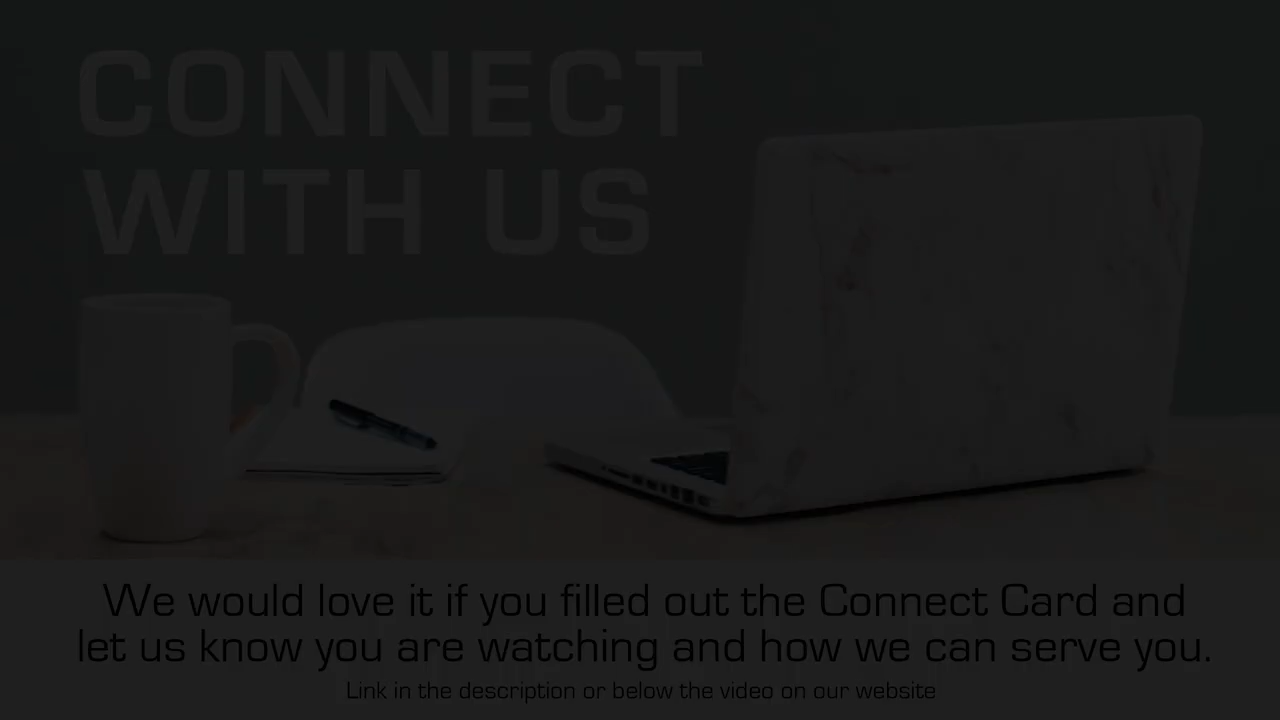 CONNECT
WITH US
We would love it if you filled out the Connect Card and
let us know you are watching and how we can serve you.
Link in the description or below the video on our website